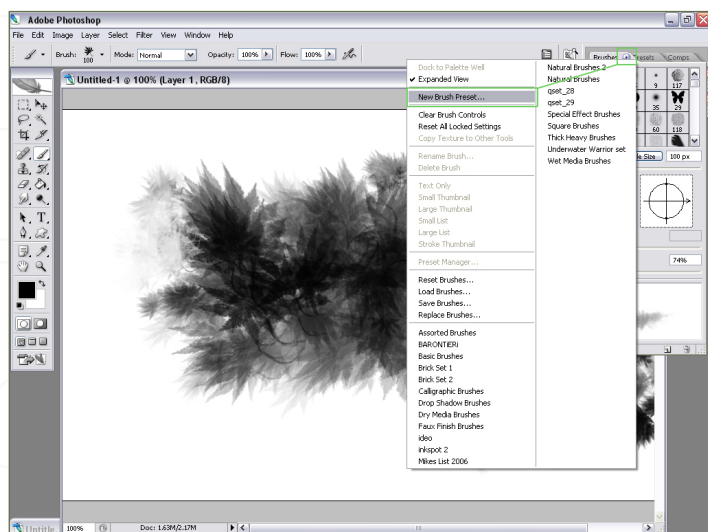 Adobe Photoshop
File Edit Image Layer Select Filter View Window Help
Brush: 100 Mode: Normal Opacity: 100% Flow: 100%
Brushes
Presets
Comps
Untitled-1 @ 100% (Layer 1, RGB/8)
Dock to Palette Well
Expanded View
New Brush Preset...
Clear Brush Controls
Reset All Locked Settings
Copy Texture to Other Tools
Rename Brush...
Delete Brush
Text Only
Small Thumbnail
Large Thumbnail
Small List
Large List
Stroke Thumbnail
Preset Manager...
Reset Brushes...
Load Brushes...
Save Brushes...
Replace Brushes...
Assorted Brushes
BARONTiERi
Basic Brushes
Brick Set 1
Brick Set 2
Calligraphic Brushes
Drop Shadow Brushes
Dry Media Brushes
Faux Finish Brushes
ideo
inkspot 2
Mikes List 2006
Natural Brushes 2
Natural Brushes
qset_28
qset_29
Special Effect Brushes
Square Brushes
Thick Heavy Brushes
Underwater Warrior set
Wet Media Brushes
9 117
35 29
60 118
Size 100 px
74%
Untitle
100% Doc: 1.63M/2.17M